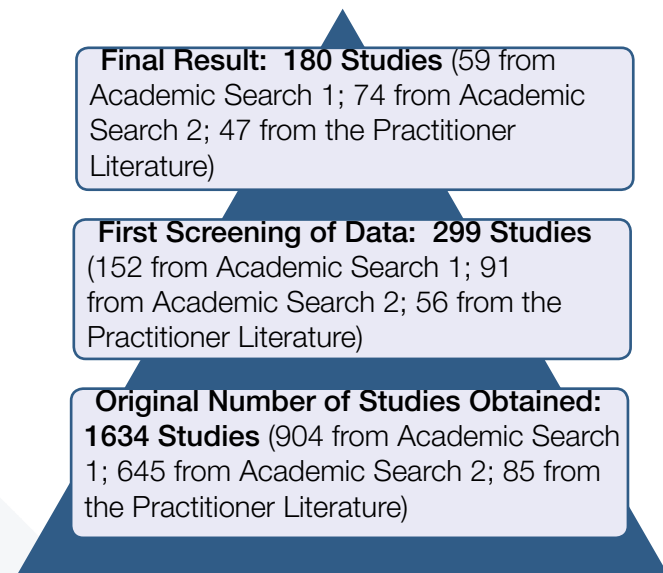 Final Result: 180 Studies (59 from
Academic Search 1; 74 from Academic
Search 2; 47 from the Practitioner
Literature)
First Screening of Data: 299 Studies
(152 from Academic Search 1; 91
from Academic Search 2; 56 from the
Practitioner Literature)
Original Number of Studies Obtained:
1634 Studies (904 from Academic Search
1; 645 from Academic Search 2; 85 from
the Practitioner Literature)